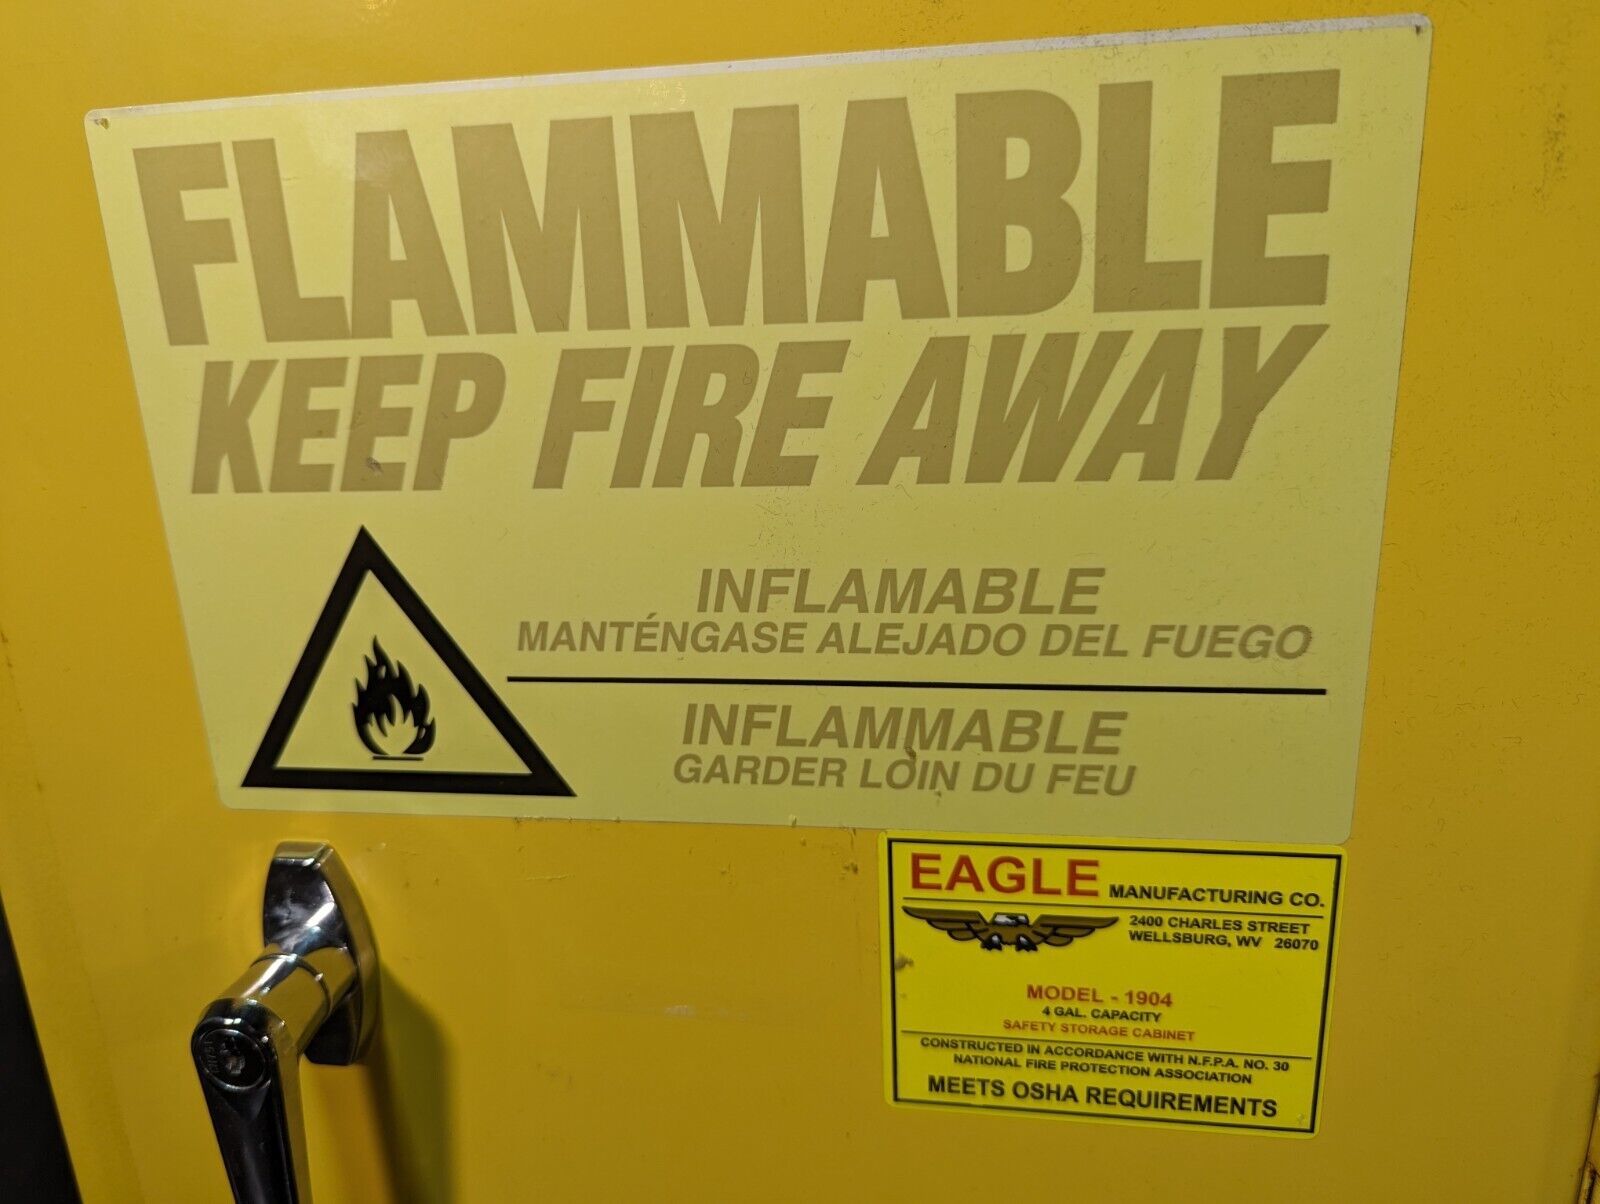 FLAMMABLE
KEEP FIRE AWAY
INFLAMABLE
MANTÉNGASE ALEJADO DEL FUEGO
INFLAMMABLE
GARDER LOIN DU FEU
EAGLE MANUFACTURING CO.
2400 CHARLES STREET
WELLSBURG, WV 26070
MODEL - 1904
4 GAL. CAPACITY
SAFETY STORAGE CABINET
CONSTRUCTED IN ACCORDANCE WITH N.F.P.A. NO. 30
NATIONAL FIRE PROTECTION ASSOCIATION
MEETS OSHA REQUIREMENTS